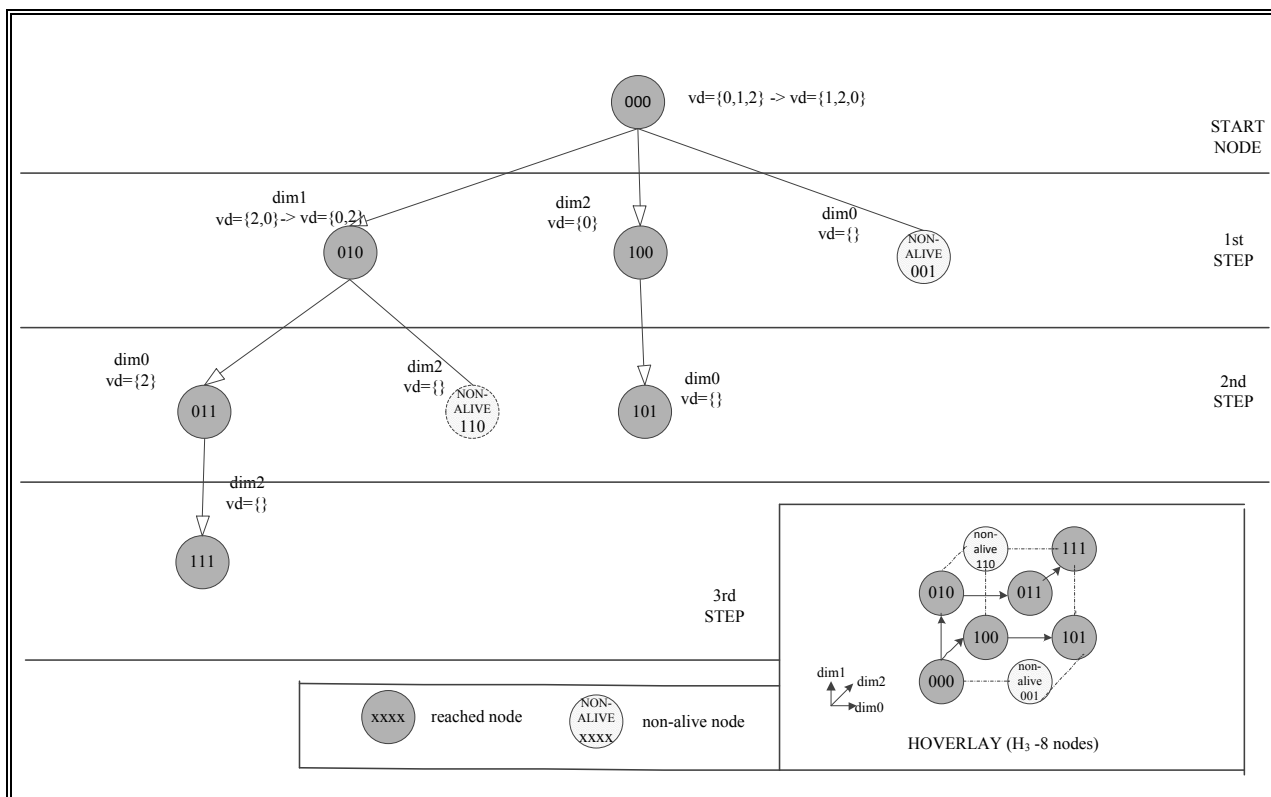 000
vd={0,1,2} -> vd={1,2,0}
START
NODE
dim1
vd={2,0}-> vd={0,2}
010
dim2
vd={0}
100
dim0
vd={}
NON-
ALIVE
001
1st
STEP
dim0
vd={2}
011
dim2
vd={}
NON-
ALIVE
110
dim0
vd={}
101
2nd
STEP
dim2
vd={}
111
3rd
STEP
xxxx
reached node
NON-
ALIVE
xxxx
non-alive node
non-
alive
110
111
010
011
100
101
000
non-
alive
001
dim1
dim2
dim0
HOVERLAY (H₃ -8 nodes)